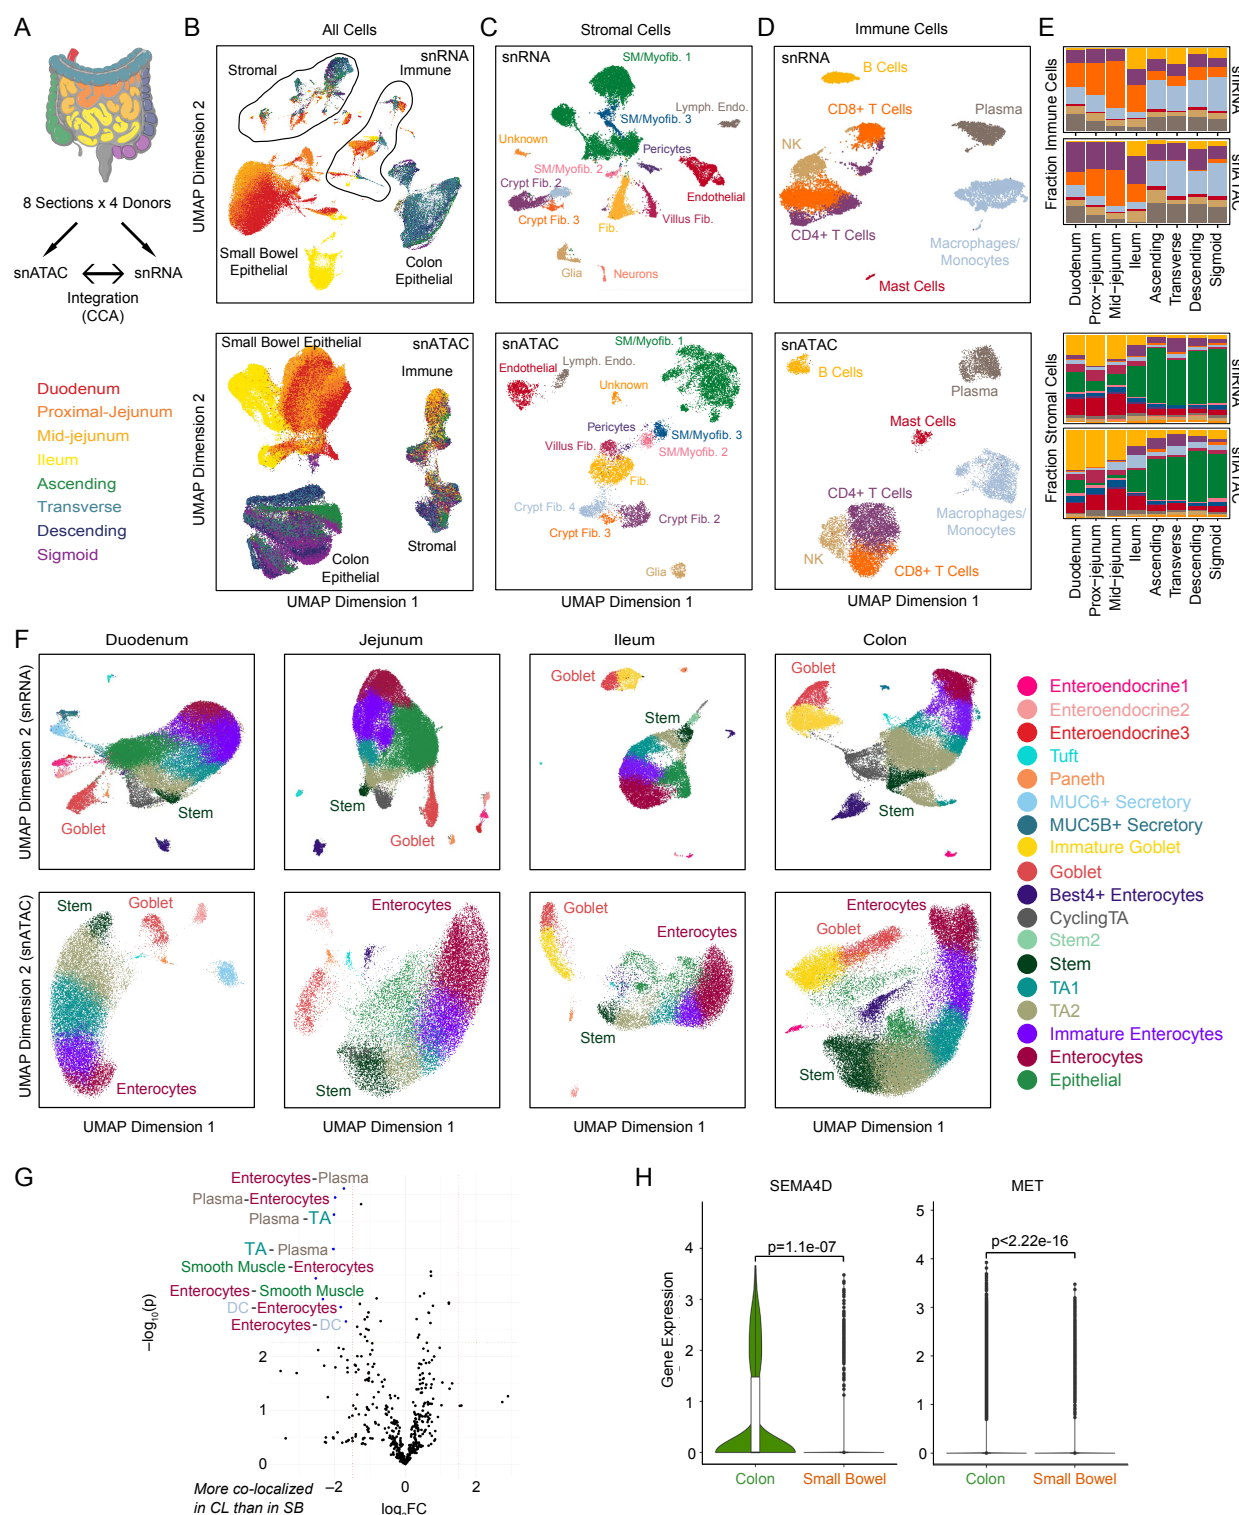 A
8 Sections x 4 Donors
snATAC
snRNA
Integration
(CCA)
Duodenum
Proximal-Jejunum
Mid-jejunum
Ileum
Ascending
Transverse
Descending
Sigmoid
B
All Cells
UMAP Dimension 2
snRNA
Stromal
Immune
Small Bowel
Epithelial
Colon
Epithelial
UMAP Dimension 2
Small Bowel Epithelial
snATAC
Immune
Colon
Epithelial
Stromal
UMAP Dimension 1
C
Stromal Cells
snRNA
SM/Myofib. 1
Lymph. Endo.
SM/Myofib. 3
Unknown
Pericytes
SM/Myofib. 2
Crypt Fib. 2
Endothelial
Crypt Fib. 3
Fib.
Villus Fib.
Glia
Neurons
snATAC
SM/Myofib. 1
Lymph. Endo.
Endothelial
Unknown
Pericytes
SM/Myofib. 3
Villus Fib.
SM/Myofib. 2
Fib.
Crypt Fib. 4
Crypt Fib. 2
Crypt Fib. 3
Glia
UMAP Dimension 1
D
Immune Cells
snRNA
B Cells
CD8+ T Cells
Plasma
NK
CD4+ T Cells
Macrophages/
Monocytes
Mast Cells
snATAC
B Cells
Plasma
Mast Cells
CD4+ T Cells
Macrophages/
Monocytes
NK
CD8+ T Cells
UMAP Dimension 1
E
Fraction Immune Cells
snRNA
snATAC
Duodenum
Prox-jejunum
Mid-jejunum
Ileum
Ascending
Transverse
Descending
Sigmoid
Fraction Stromal Cells
snRNA
snATAC
Duodenum
Prox-jejunum
Mid-jejunum
Ileum
Ascending
Transverse
Descending
Sigmoid
F
Duodenum
Jejunum
Ileum
Colon
UMAP Dimension 2 (snRNA)
Goblet
Stem
Stem
Goblet
Goblet
Stem
Goblet
Stem
UMAP Dimension 2 (snATAC)
Stem
Goblet
Enterocytes
Enterocytes
Stem
Goblet
Enterocytes
Stem
Enterocytes
Goblet
Stem
UMAP Dimension 1
UMAP Dimension 1
UMAP Dimension 1
UMAP Dimension 1
Enteroendocrine1
Enteroendocrine2
Enteroendocrine3
Tuft
Paneth
MUC6+ Secretory
MUC5B+ Secretory
Immature Goblet
Goblet
Best4+ Enterocytes
CyclingTA
Stem2
Stem
TA1
TA2
Immature Enterocytes
Enterocytes
Epithelial
G
Enterocytes-Plasma
Plasma-Enterocytes
Plasma-TA
TA-Plasma
Smooth Muscle-Enterocytes
Enterocytes-Smooth Muscle
DC-Enterocytes
Enterocytes-DC
−log10(p)
2
1
0
−2
0
2
More co-localized
in CL than in SB
log2FC
H
SEMA4D
MET
Gene Expression
p=1.1e-07
4
3
2
1
0
Colon
Small Bowel
p<2.22e-16
5
4
3
2
1
0
Colon
Small Bowel